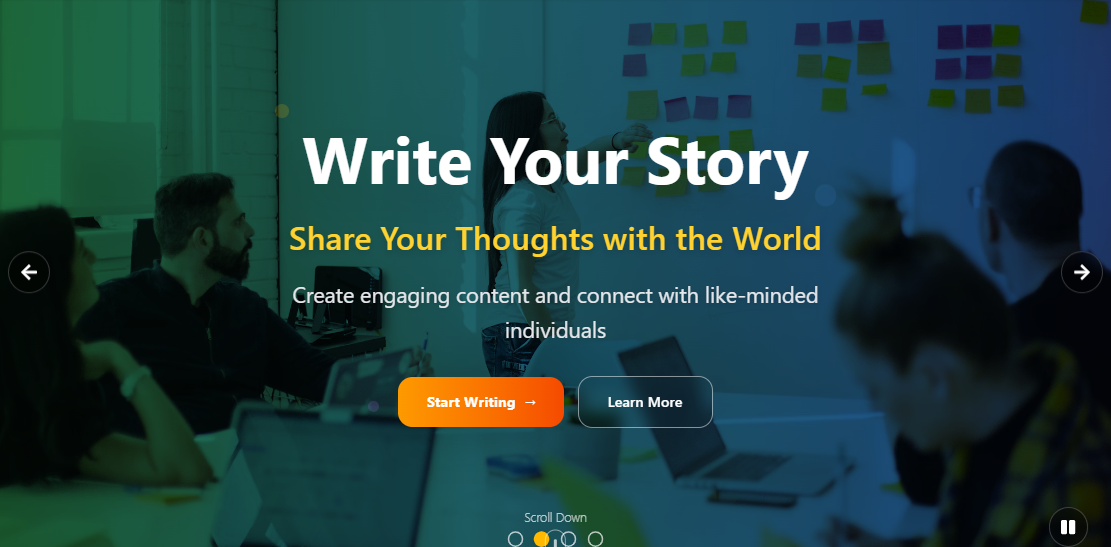 Write Your Story
Share Your Thoughts with the World
Create engaging content and connect with like-minded
individuals
Start Writing →
Learn More
Scroll Down